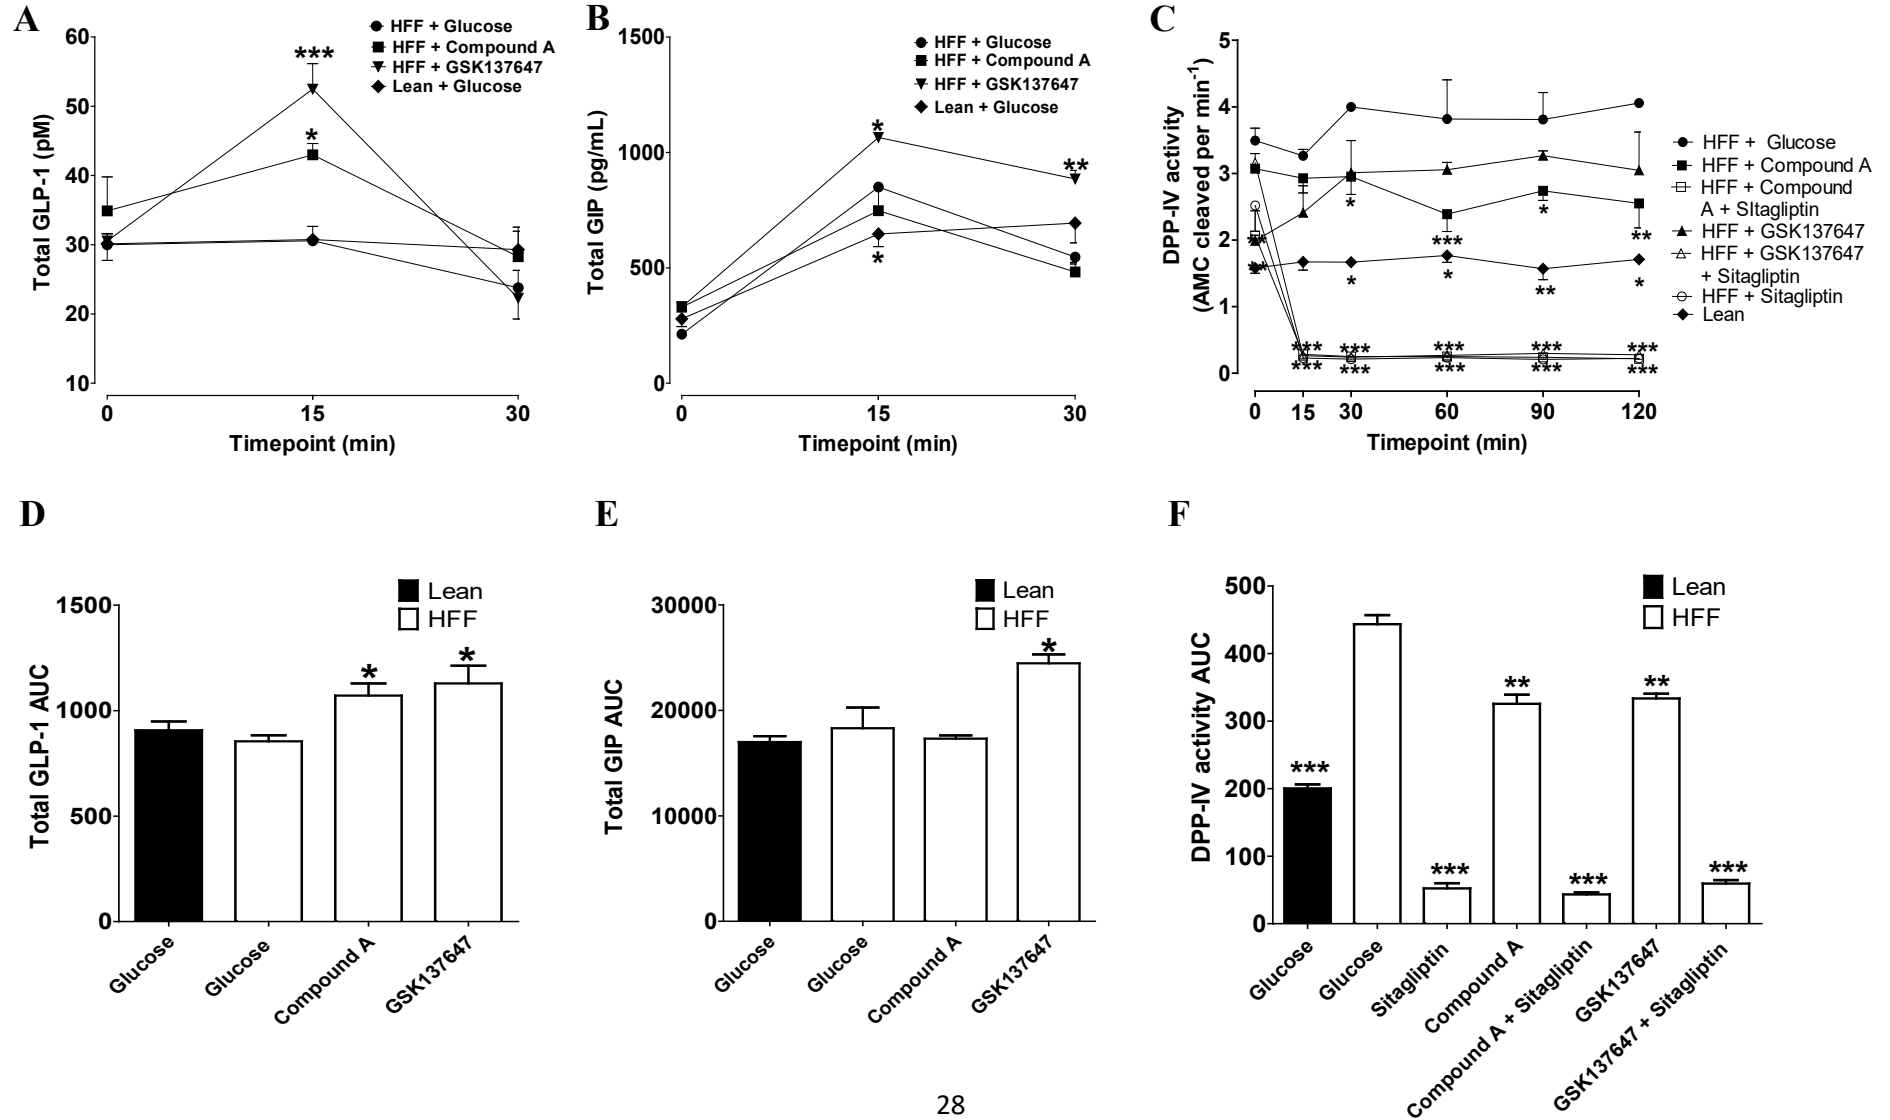 A
HFF + Glucose
HFF + Compound A
HFF + GSK137647
Lean + Glucose
Total GLP-1 (pM)
60
50
40
30
20
10
***
*
0 15 30
Timepoint (min)
B
HFF + Glucose
HFF + Compound A
HFF + GSK137647
Lean + Glucose
Total GIP (pg/mL)
1500
1000
500
0
*
**
*
0 15 30
Timepoint (min)
C
DPP-IV activity
(AMC cleaved per min-1)
5
4
3
2
1
0
* *
*** **
** **
* * ** *
*** *** *** *** ***
*** *** *** *** ***
0 15 30 60 90 120
Timepoint (min)
HFF + Glucose
HFF + Compound A
HFF + Compound
A + SItagliptin
HFF + GSK137647
HFF + GSK137647
+ Sitagliptin
HFF + Sitagliptin
Lean
D
Lean
HFF
Total GLP-1 AUC
1500
1000
500
0
* *
Glucose
Glucose
Compound A
GSK137647
E
Lean
HFF
Total GIP AUC
30000
20000
10000
0
*
Glucose
Glucose
Compound A
GSK137647
F
Lean
HFF
DPP-IV activity AUC
500
400
300
200
100
0
*** *** ** *** ** ***
Glucose
Glucose
Sitagliptin
Compound A
Compound A + Sitagliptin
GSK137647
GSK137647 + Sitagliptin
28